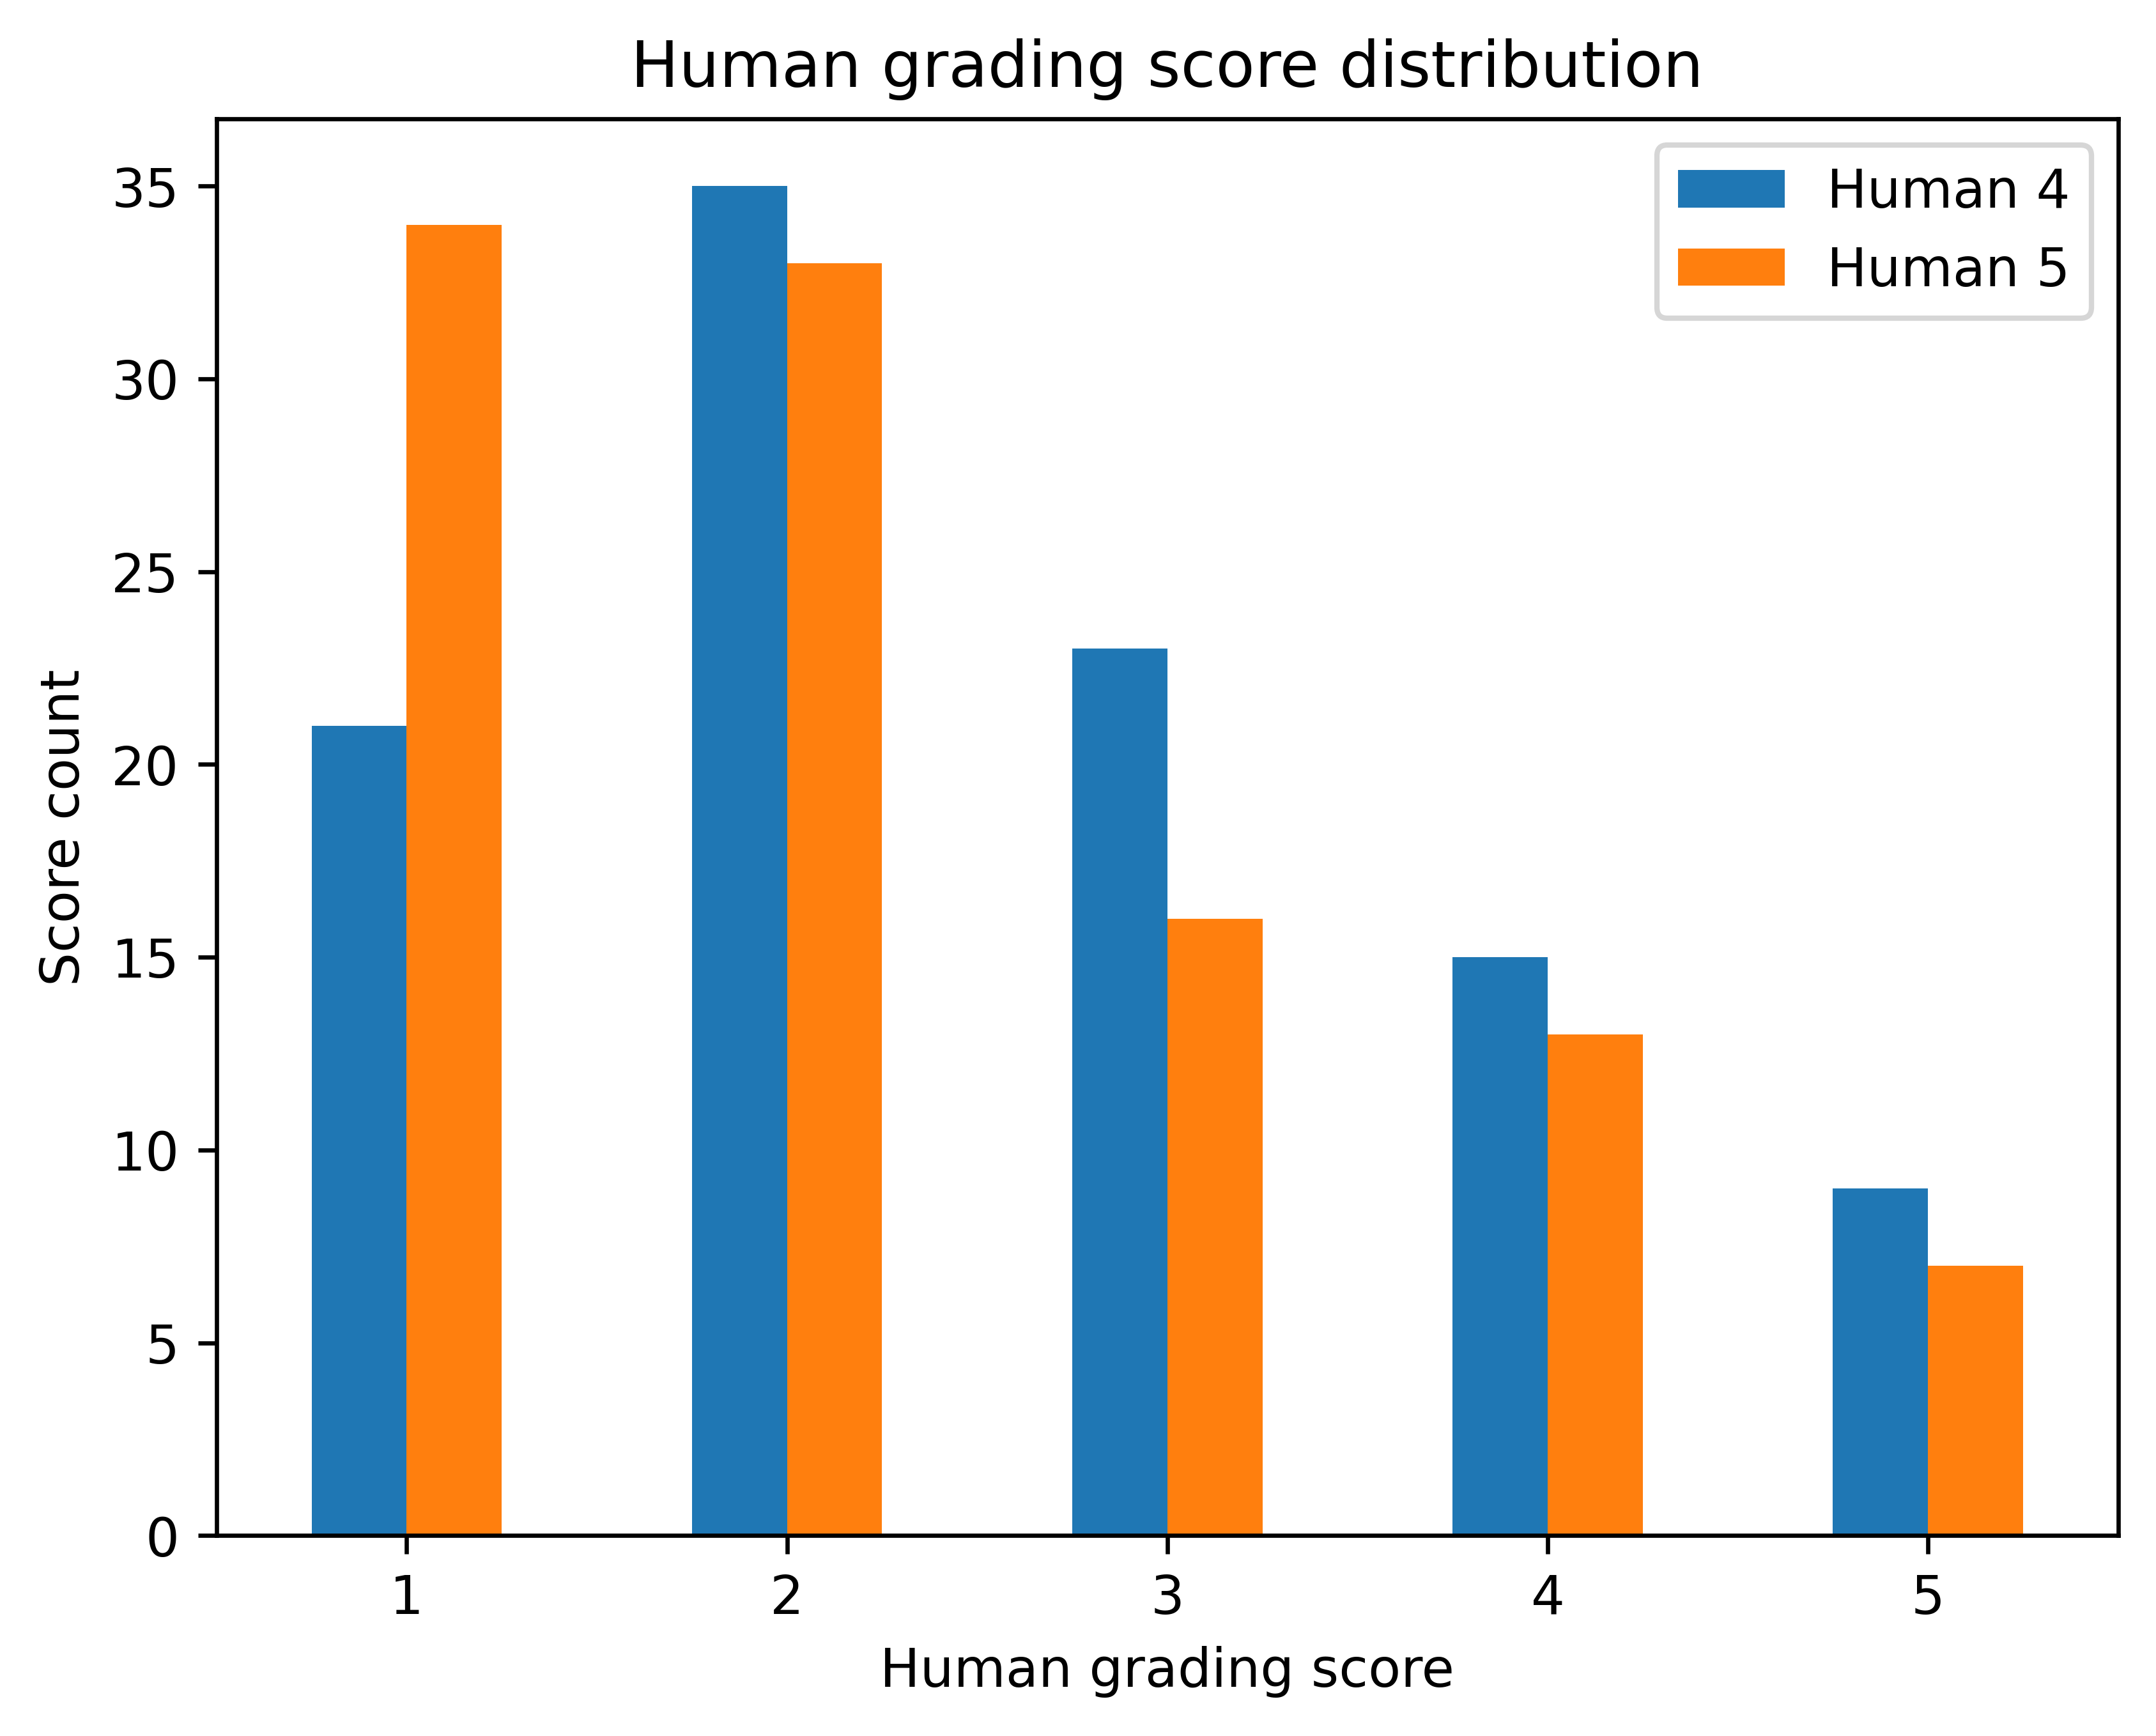 Human grading score distribution
Human 4
Human 5
35
30
25
20
15
10
5
0
Score count
1 2 3 4 5
Human grading score